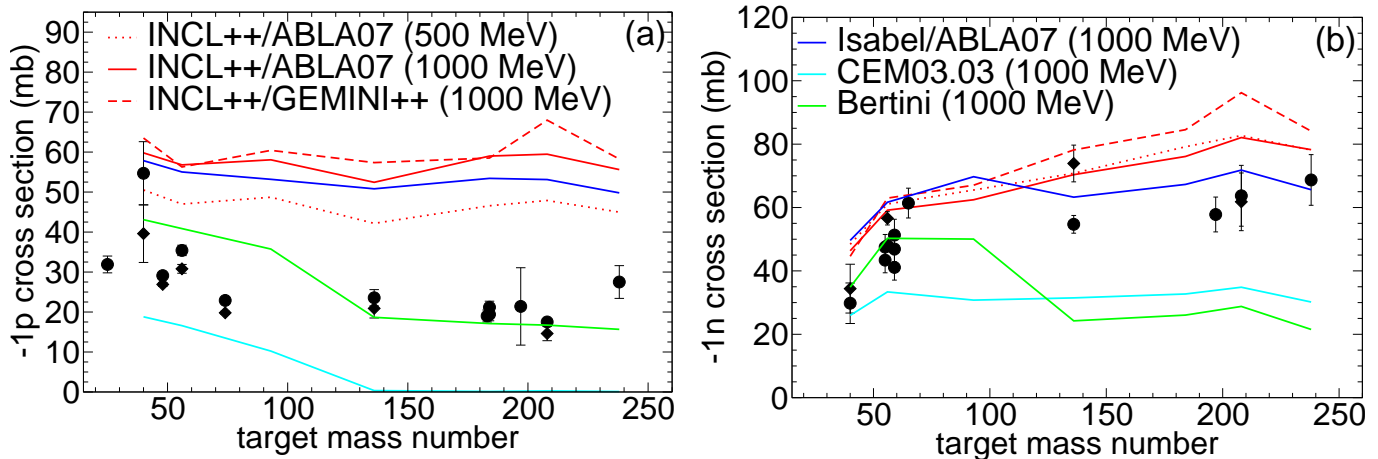 -1p cross section (mb)
90
80
70
60
50
40
30
20
10
0
INCL++/ABLA07 (500 MeV)
INCL++/ABLA07 (1000 MeV)
INCL++/GEMINI++ (1000 MeV)
(a)
50 100 150 200 250
target mass number
-1n cross section (mb)
120
100
80
60
40
20
0
Isabel/ABLA07 (1000 MeV)
CEM03.03 (1000 MeV)
Bertini (1000 MeV)
(b)
50 100 150 200 250
target mass number